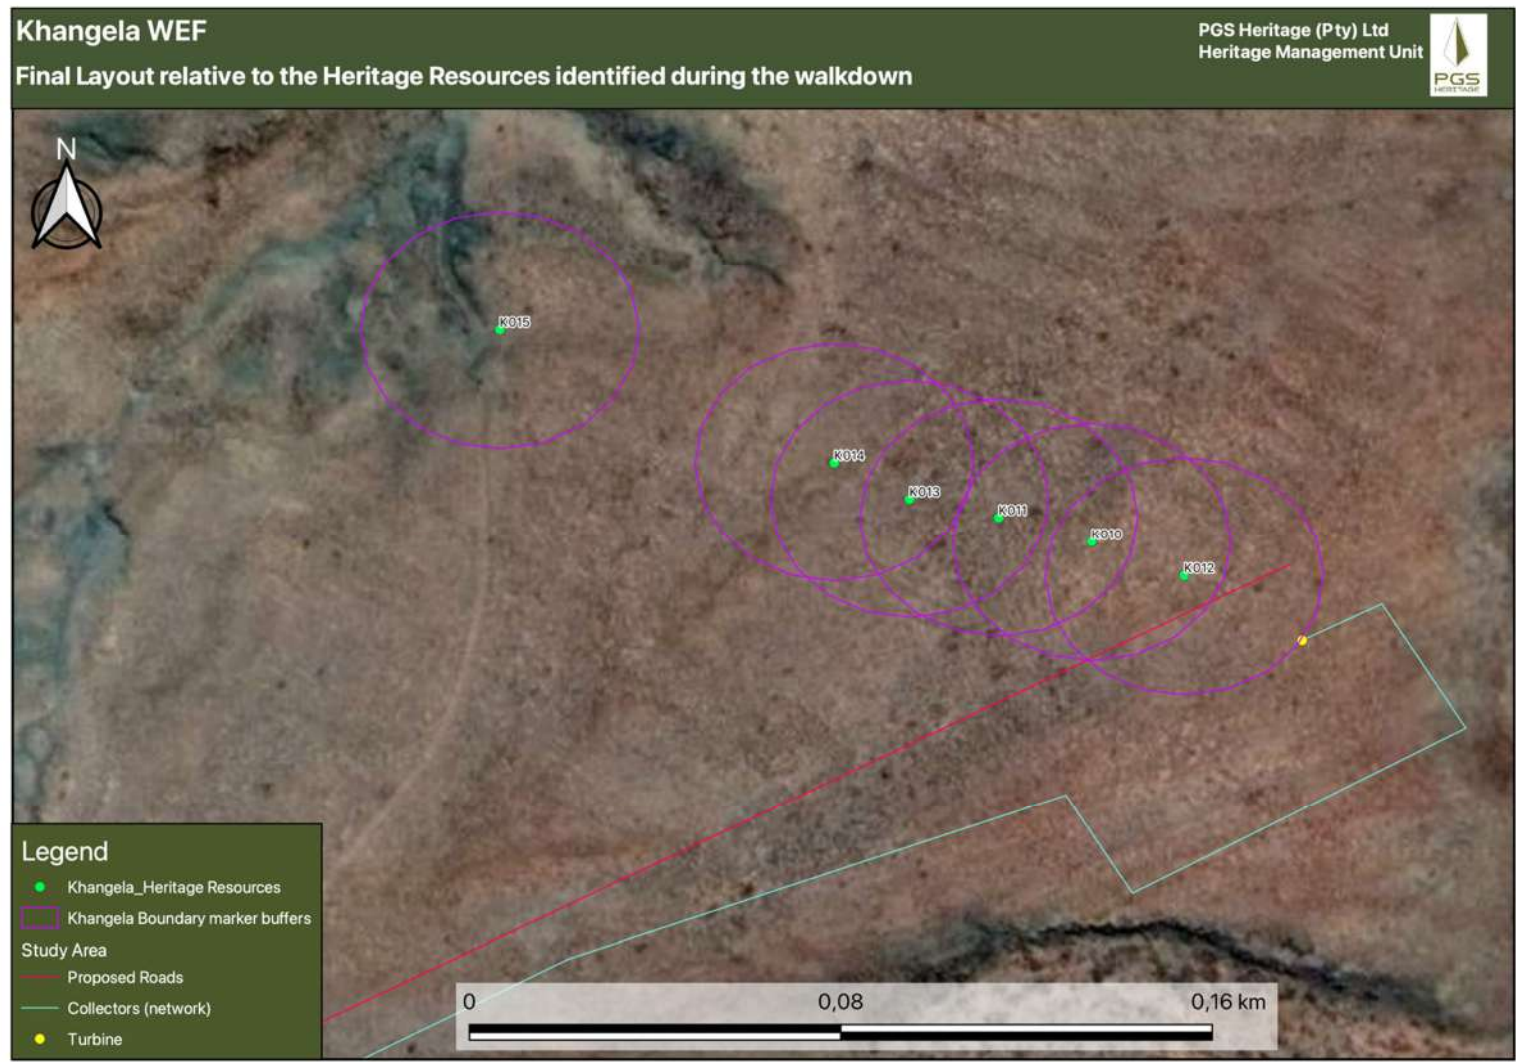 Khangela WEF
Final Layout relative to the Heritage Resources identified during the walkdown
PGS Heritage (Pty) Ltd
Heritage Management Unit
PGS
HERITAGE
N
K015
K014
K013
K011
K010
K012
Legend
Khangela_Heritage Resources
Khangela Boundary marker buffers
Study Area
Proposed Roads
Collectors (network)
Turbine
0 0,08 0,16 km